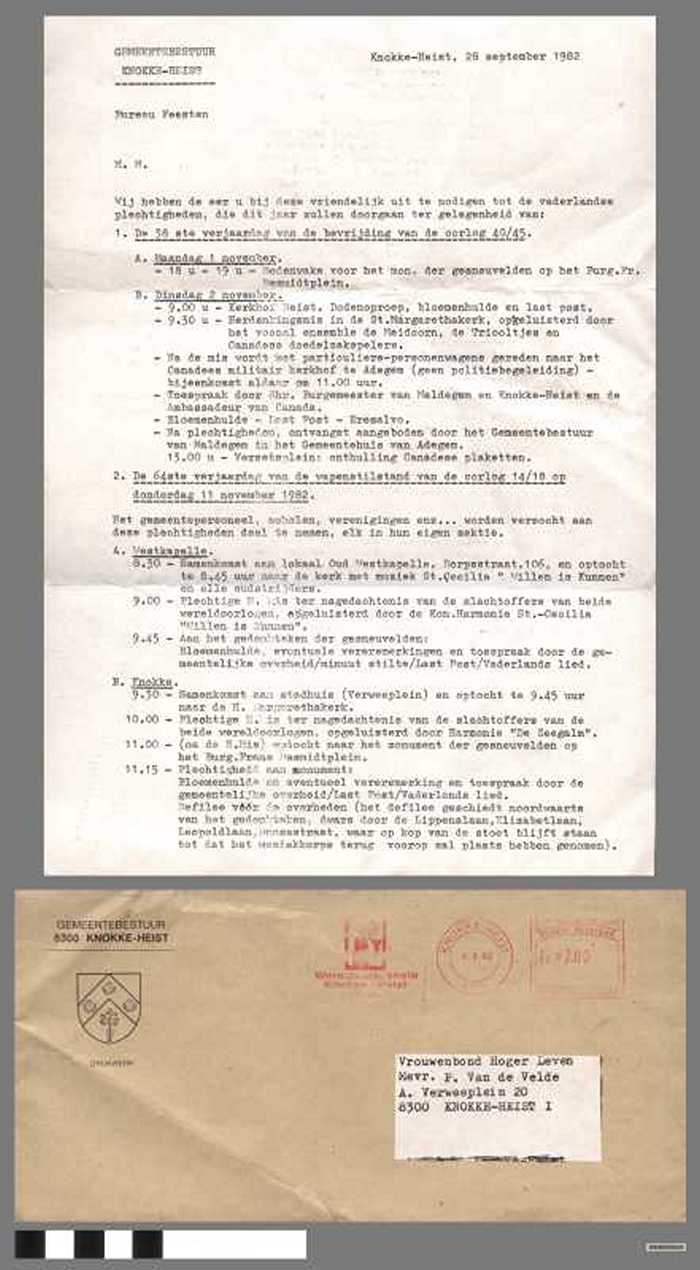 GEMEENTEBESTUUR
KNOKKE-HEIST
Knokke-Heist, 28 september 1982
Bureau Feesten
M. M.
Wij hebben de eer u bij deze vriendelijk uit te nodigen tot de vaderlandse
plechtigheden, die dit jaar zullen doorgaan ter gelegenheid van:
1. De 38 ste verjaardag van de bevrijding van de oorlog 40/45.
A. Maandag 1 november.
- 18 u - 19 u - Wedenwake voor het mon. der gesneuvelden op het Burg.Fr.
Desmidtplein.
B. Dinsdag 2 november.
- 9.00 u - Kerkhof Heist. Dodenoproep, bloemenhulde en last post.
- 9.30 u - Herdenkingsmis in de St.Margarethakerk, opgeluisterd door
het vocaal ensemble de Meidoorn, de Triooltjes en
Canadese doedelzakspelers.
- Na de mis wordt met particuliere-personenwagens gereden naar het
Canadees militair kerkhof te Adegem (geen politiebegeleiding) -
bijeenkomst aldaar om 11.00 uur.
- Toespraak door Hhr. Burgemeester van Maldegem en Knokke-Heist en de
Ambassadeur van Canada.
- Bloemenhulde - Last Post - Eresalvo.
- Na plechtigheden, ontvangst aangeboden door het Gemeentebestuur
van Maldegem in het Gemeentehuis van Adegem.
13.00 u - Verzetsplein: onthulling Canadese plaketten.
2. De 64ste verjaardag van de wapenstilstand van de oorlog 14/18 op
donderdag 11 november 1982.
Het gemeentepersoneel, scholen, verenigingen enz... worden verzocht aan
deze plechtigheden deel te nemen, elk in hun eigen sektie.
A. Westkapelle.
8.30 - Samenkomst aan lokaal Oud Westkapelle, Dorpsstraat,106, en optocht
te 8.45 uur naar de kerk met muziek St.Cecilia " Willen is Kunnen"
en alle oudstrijders.
9.00 - Plechtige H. Mis ter nagedachtenis van de slachtoffers van beide
wereldoorlogen, opgeluisterd door de Kon.Harmonie St.-Cecilia
"Willen is Kunnen".
9.45 - Aan het gedenkteken der gesneuvelden:
Bloemenhulde, eventuele vereremerkingen en toespraak door de ge-
meentelijke overheid/minuut stilte/Last Post/Vaderlands lied.
B. Knokke.
9.30 - Samenkomst aan stadhuis (Verweeplein) en optocht te 9.45 uur
naar de H. Margarethakerk.
10.00 - Plechtige H.Mis ter nagedachtenis van de slachtoffers van de
beide wereldoorlogen, opgeluisterd door Harmonie "De Zeegalm".
11.00 - (na de H.Mis) optocht naar het monument der gesneuvelden op
het Burg.Frans Desmidtplein.
11.15 - Plechtigheid aan monument:
Bloemenhulde en eventueel vereremerking en toespraak door de
gemeentelijke overheid/Last Post/Vaderlands lied.
Defilee vóór de overheden (het defilee geschiedt noordwaarts
van het gedenkteken, dwars door de Lippenslaan,Elizabetlaan,
Leopoldlaan,Dumasstraat, waar op kop van de stoet blijft staan
tot dat het muziekkorps terug voorop zal plaats hebben genomen).
GEMEENTEBESTUUR
8300 KNOKKE-HEIST
KNOKKE-HEIST
DRUKWERK
Vrouwenbond Hoger Leven
Mevr. P. Van de Velde
A. Verweeplein 20
8300 KNOKKE-HEIST I